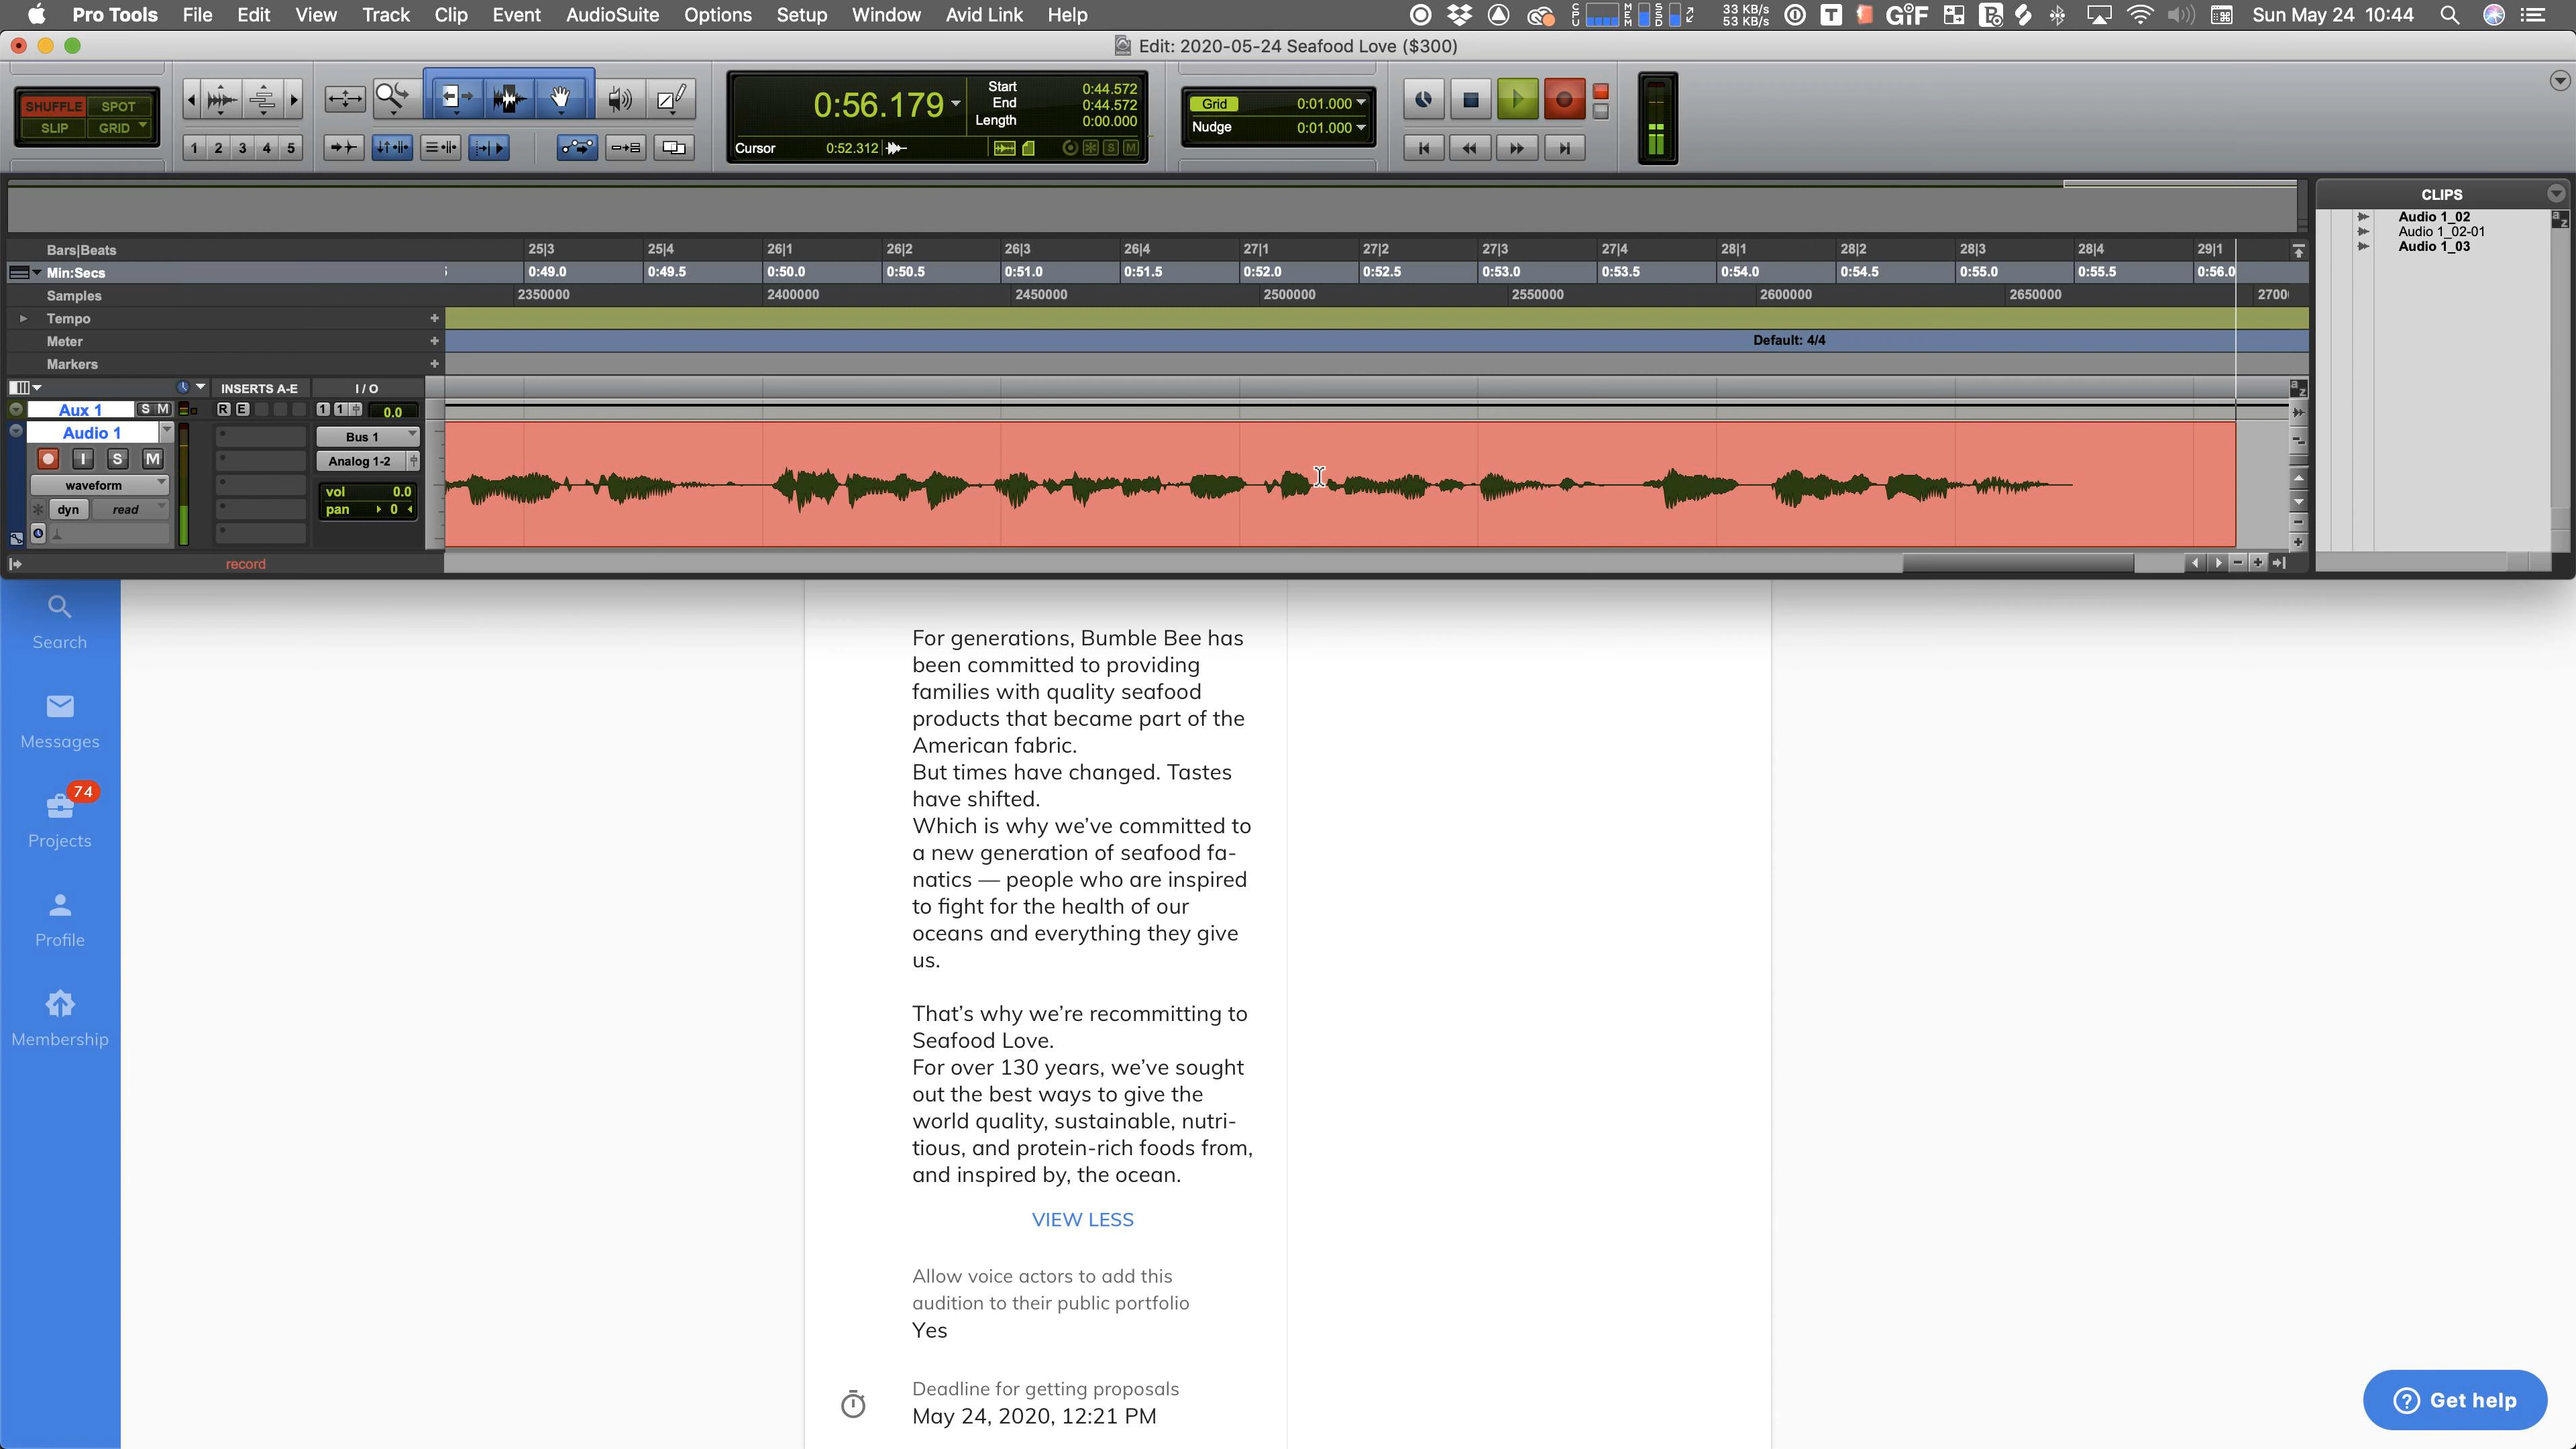 Pro Tools File Edit View Track Clip Event AudioSuite Options Setup Window Avid Link Help
33 KB/s
53 KB/s
GIF
Sun May 24 10:44
Edit: 2020-05-24 Seafood Love ($300)
SHUFFLE SPOT
SLIP GRID
1 2 3 4 5
0:56.179
Start 0:44.572
End 0:44.572
Length 0:00.000
Cursor 0:52.312
Grid 0:01.000
Nudge 0:01.000
CLIPS
Audio 1_02
Audio 1_02-01
Audio 1_03
Bars|Beats 25|3 25|4 26|1 26|2 26|3 26|4 27|1 27|2 27|3 27|4 28|1 28|2 28|3 28|4 29|1
Min:Secs 0:49.0 0:49.5 0:50.0 0:50.5 0:51.0 0:51.5 0:52.0 0:52.5 0:53.0 0:53.5 0:54.0 0:54.5 0:55.0 0:55.5 0:56.0
Samples 2350000 2400000 2450000 2500000 2550000 2600000 2650000 2700
Tempo
Meter Default: 4/4
Markers
INSERTS A-E I / O
Aux 1 S M R E 1 1 0.0
Audio 1 Bus 1
I S M Analog 1-2
waveform
vol 0.0
dyn read pan 0
record
Search
Messages
74
Projects
Profile
Membership
For generations, Bumble Bee has
been committed to providing
families with quality seafood
products that became part of the
American fabric.
But times have changed. Tastes
have shifted.
Which is why we’ve committed to
a new generation of seafood fa-
natics — people who are inspired
to fight for the health of our
oceans and everything they give
us.
That’s why we’re recommitting to
Seafood Love.
For over 130 years, we’ve sought
out the best ways to give the
world quality, sustainable, nutri-
tious, and protein-rich foods from,
and inspired by, the ocean.
VIEW LESS
Allow voice actors to add this
audition to their public portfolio
Yes
Deadline for getting proposals
May 24, 2020, 12:21 PM
Get help